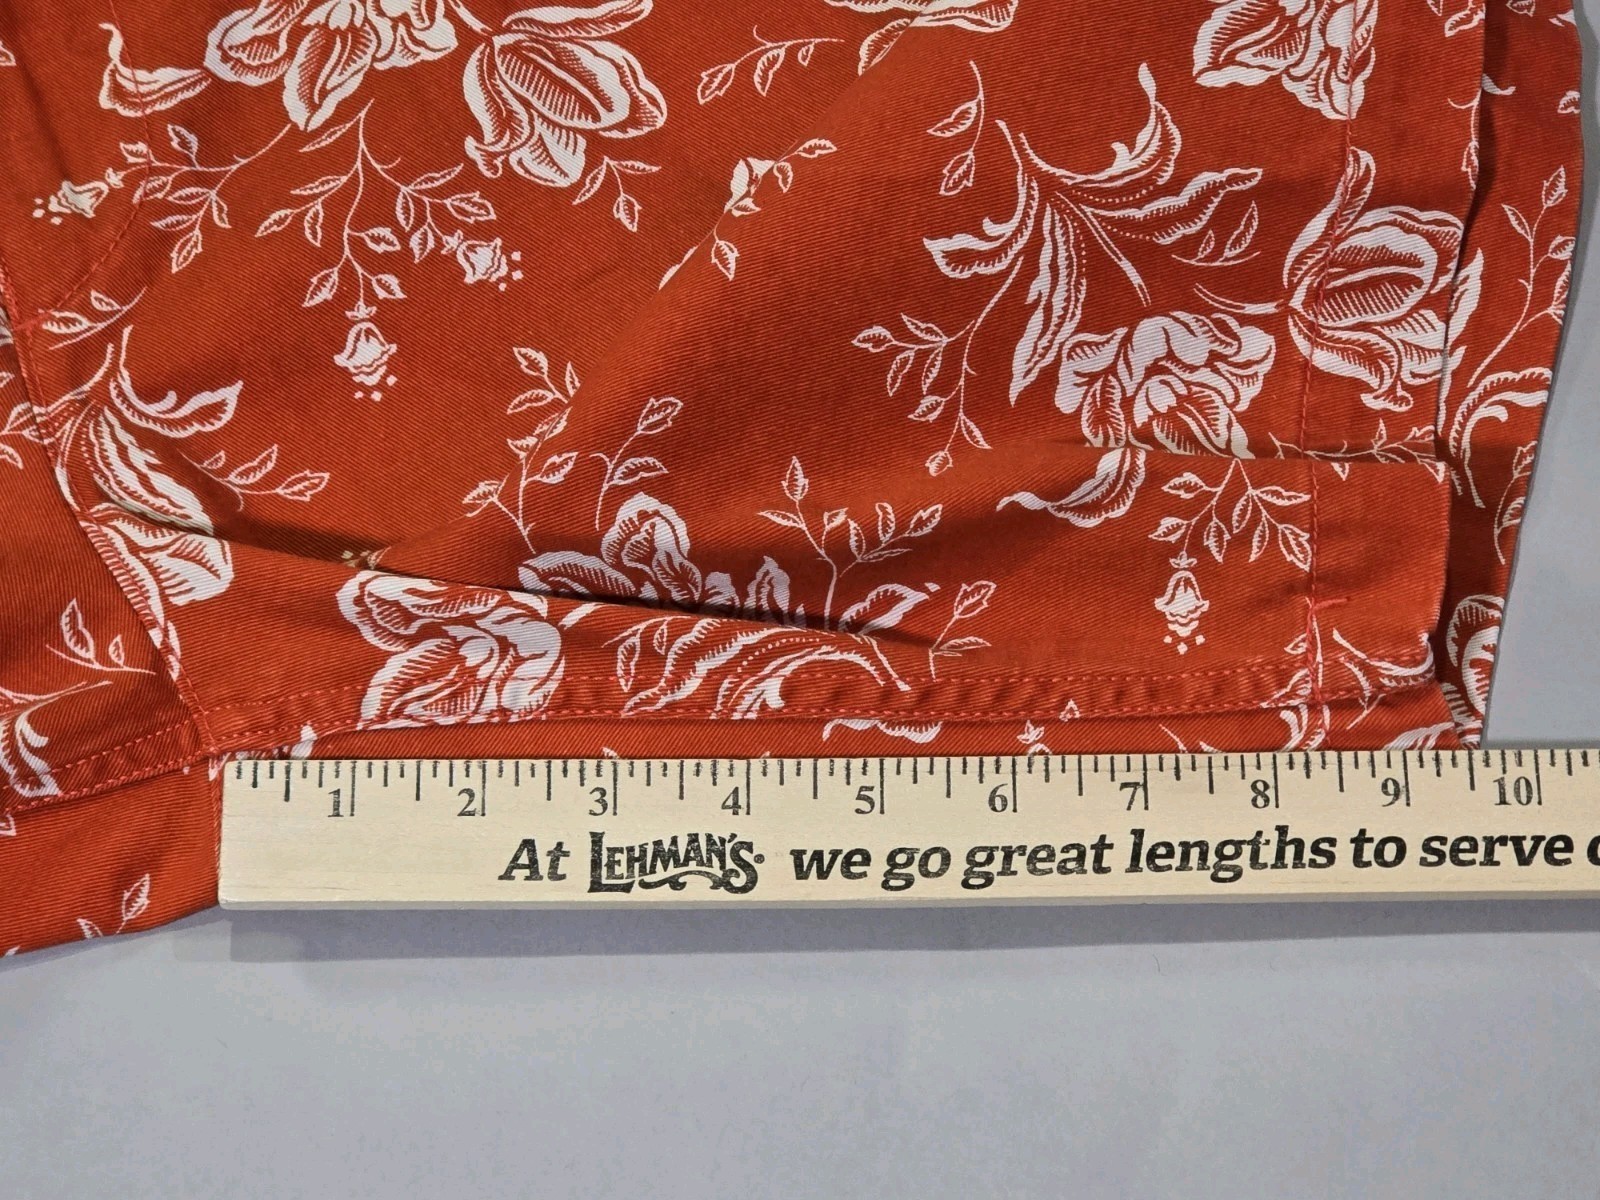 1 2 3 4 5 6 7 8 9 10
At LEHMAN'S we go great lengths to serve